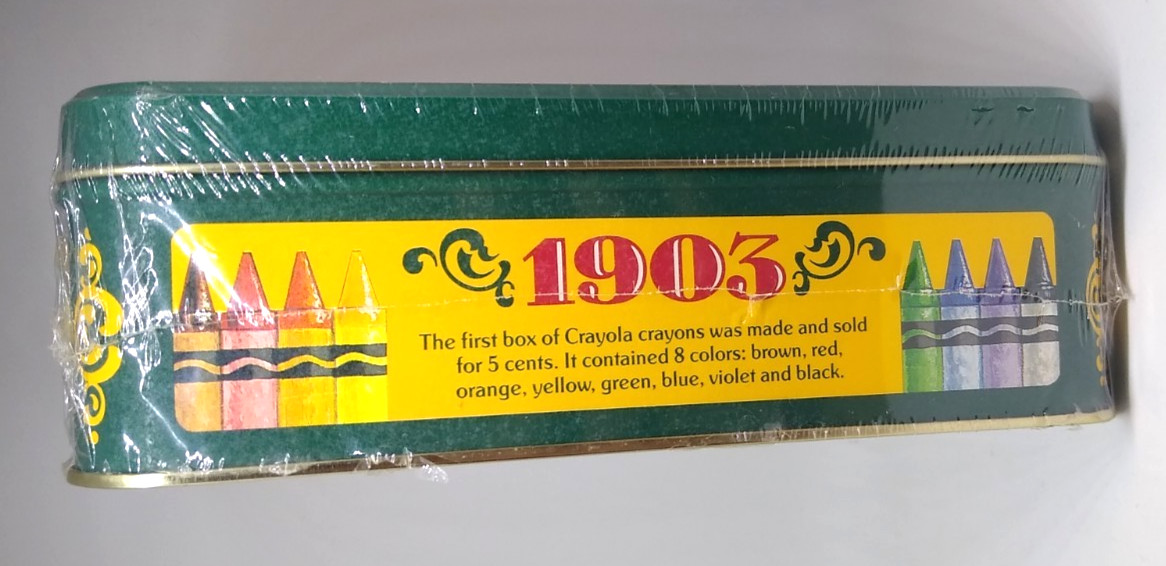 1903
The first box of Crayola crayons was made and sold
for 5 cents. It contained 8 colors: brown, red,
orange, yellow, green, blue, violet and black.